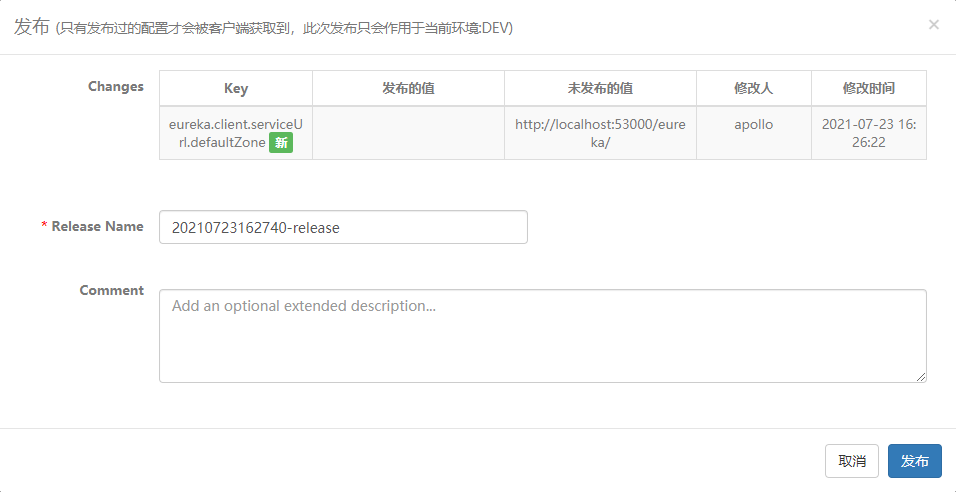 发布 (只有发布过的配置才会被客户端获取到，此次发布只会作用于当前环境:DEV)
×
Changes
Key 发布的值 未发布的值 修改人 修改时间
eureka.client.serviceU http://localhost:53000/eure apollo 2021-07-23 16:
rl.defaultZone 新 ka/ 26:22
* Release Name 20210723162740-release
Comment
Add an optional extended description...
取消 发布